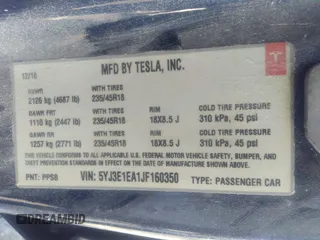 12/18
MFD BY TESLA, INC.
GVWR WITH TIRES
2126 kg (4687 lb) 235/45R18
GAWR FRT WITH TIRES RIM COLD TIRE PRESSURE
1110 kg (2447 lb) 235/45R18 18X8.5 J 310 kPa, 45 psi
GAWR RR WITH TIRES RIM COLD TIRE PRESSURE
1257 kg (2771 lb) 235/45R18 18X8.5 J 310 kPa, 45 psi
THIS VEHICLE CONFORMS TO ALL APPLICABLE FEDERAL MOTOR VEHICLE SAFETY, BUMPER, AND
THEFT PREVENTION STANDARDS IN EFFECT ON THE DATE OF MANUFACTURE SHOWN ABOVE.
PNT: PPSB VIN: 5YJ3E1EA1JF160350 TYPE: PASSENGER CAR